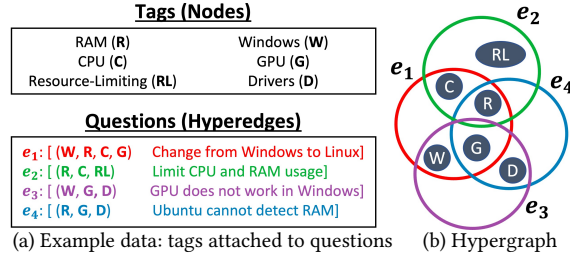 Tags (Nodes)
RAM (R) Windows (W)
CPU (C) GPU (G)
Resource-Limiting (RL) Drivers (D)
Questions (Hyperedges)
e1: [ (W, R, C, G) Change from Windows to Linux]
e2: [ (R, C, RL) Limit CPU and RAM usage]
e3: [ (W, G, D) GPU does not work in Windows]
e4: [ (R, G, D) Ubuntu cannot detect RAM]
(a) Example data: tags attached to questions
e2
RL
e1
C
e4
R
G
W
D
e3
(b) Hypergraph